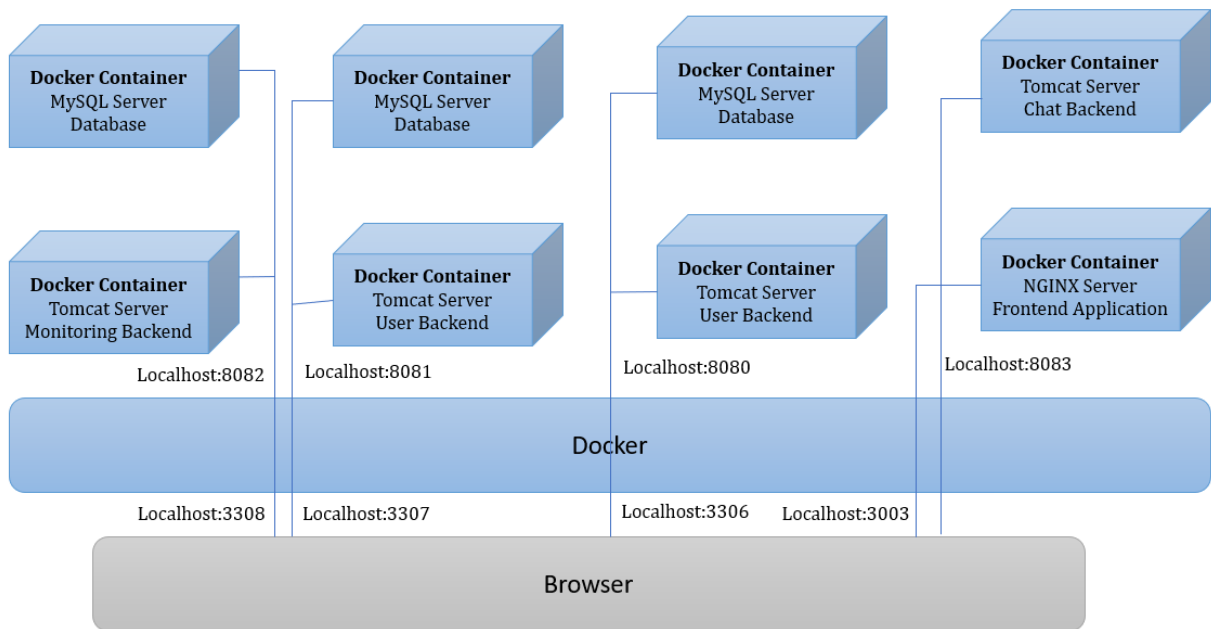 Docker Container
MySQL Server
Database
Docker Container
MySQL Server
Database
Docker Container
MySQL Server
Database
Docker Container
Tomcat Server
Chat Backend
Docker Container
Tomcat Server
Monitoring Backend
Docker Container
Tomcat Server
User Backend
Docker Container
Tomcat Server
User Backend
Docker Container
NGINX Server
Frontend Application
Localhost:8082
Localhost:8081
Localhost:8080
Localhost:8083
Docker
Localhost:3308
Localhost:3307
Localhost:3306
Localhost:3003
Browser